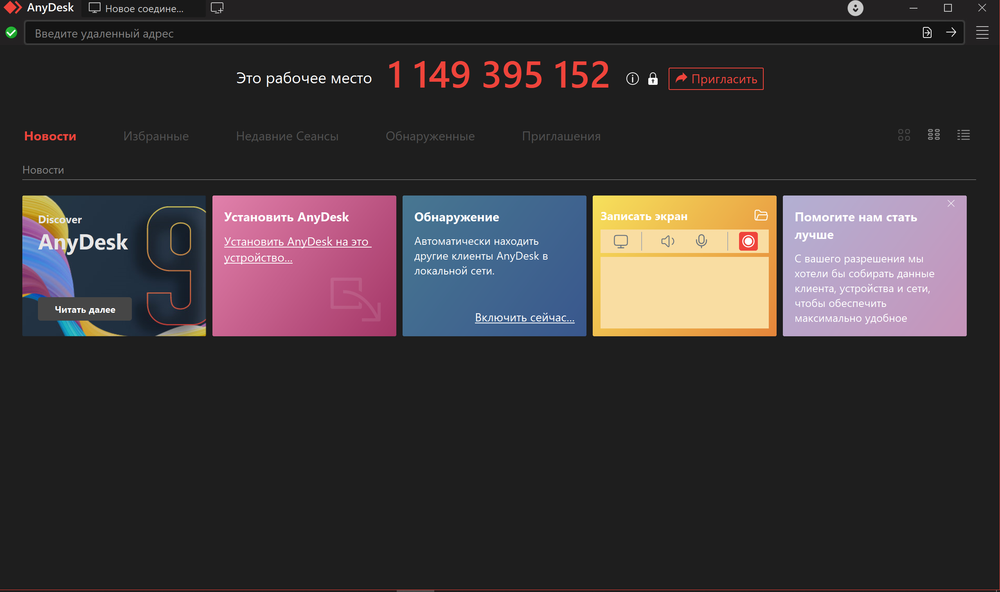 AnyDesk
Новое соедине...
Введите удаленный адрес
Это рабочее место 1 149 395 152 Пригласить
Новости Избранные Недавние Сеансы Обнаруженные Приглашения
Новости
Discover
AnyDesk
9
Читать далее
Установить AnyDesk
Установить AnyDesk на это
устройство...
Обнаружение
Автоматически находить
другие клиенты AnyDesk в
локальной сети.
Включить сейчас...
Записать экран
Помогите нам стать
лучше
С вашего разрешения мы
хотели бы собирать данные
клиента, устройства и сети,
чтобы обеспечить
максимально удобное